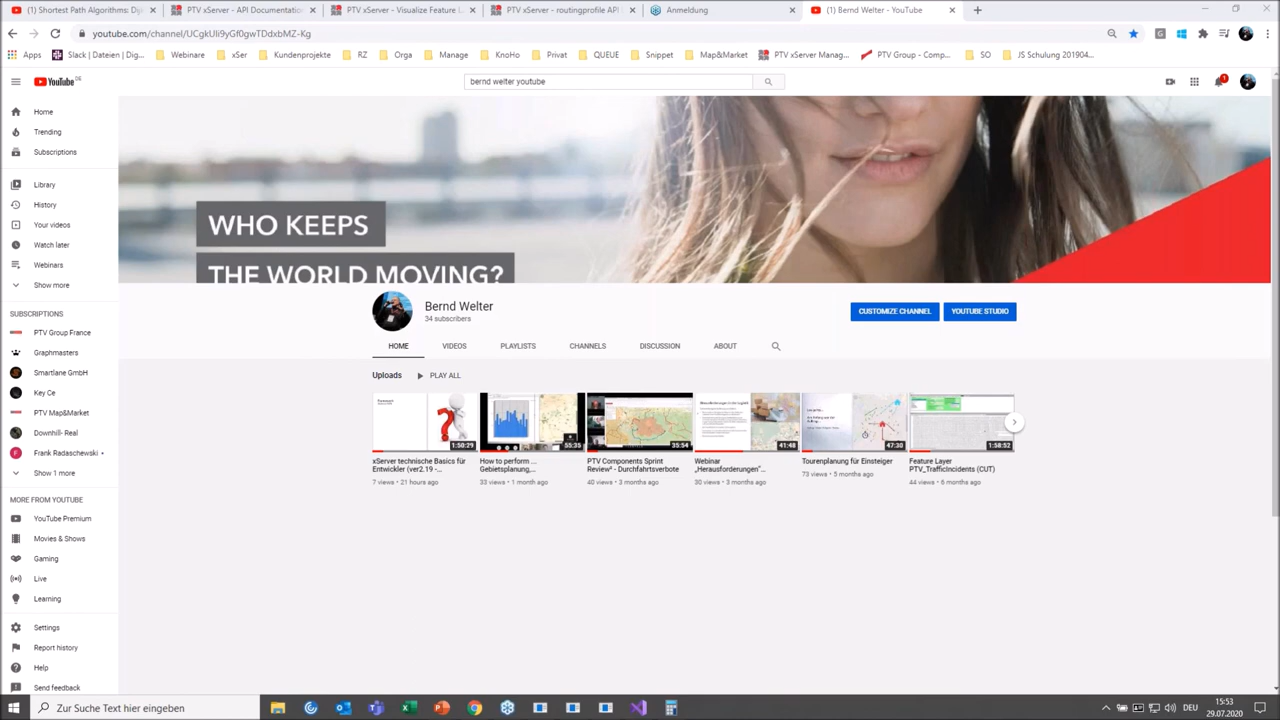 (1) Shortest Path Algorithms: Dij
PTV xServer - API Documentatio
PTV xServer - Visualize Feature L
PTV xServer - routingprofile API
Anmeldung
(1) Bernd Welter - YouTube
youtube.com/channel/UCgkUIi9yGf0gwTDdxbMZ-Kg
Apps
Slack | Dateien | Dig...
Webinare
xSer.
Kundenprojekte
RZ
Orga
Manage
KnoHo
Privat
QUEUE
Snippet
Map&Market
PTV xServer Manag...
PTV Group - Comp...
SO
JS Schulung 201904...
YouTube DE
bernd welter youtube
1
Home
Trending
Subscriptions
Library
History
Your videos
Watch later
Webinars
Show more
SUBSCRIPTIONS
PTV Group France
Graphmasters
Smartlane GmbH
Key Ce
PTV Map&Market
Downhill- Real
F
Frank Radaschewski
Show 1 more
MORE FROM YOUTUBE
YouTube Premium
Movies & Shows
Gaming
Live
Learning
Settings
Report history
Help
Send feedback
WHO KEEPS
THE WORLD MOVING?
Bernd Welter
34 subscribers
CUSTOMIZE CHANNEL
YOUTUBE STUDIO
HOME
VIDEOS
PLAYLISTS
CHANNELS
DISCUSSION
ABOUT
Uploads
PLAY ALL
1:50:29
55:35
35:54
41:48
47:30
1:58:52
xServer technische Basics für
Entwickler (ver2.19 -...
7 views • 21 hours ago
How to perform ...
Gebietsplanung,...
33 views • 1 month ago
PTV Components Sprint
Review² - Durchfahrtsverbote
40 views • 3 months ago
Webinar
„Herausforderungen"...
30 views • 3 months ago
Tourenplanung für Einsteiger
73 views • 5 months ago
Feature Layer
PTV_TrafficIncidents (CUT)
44 views • 6 months ago
Zur Suche Text hier eingeben
DEU
15:53
29.07.2020